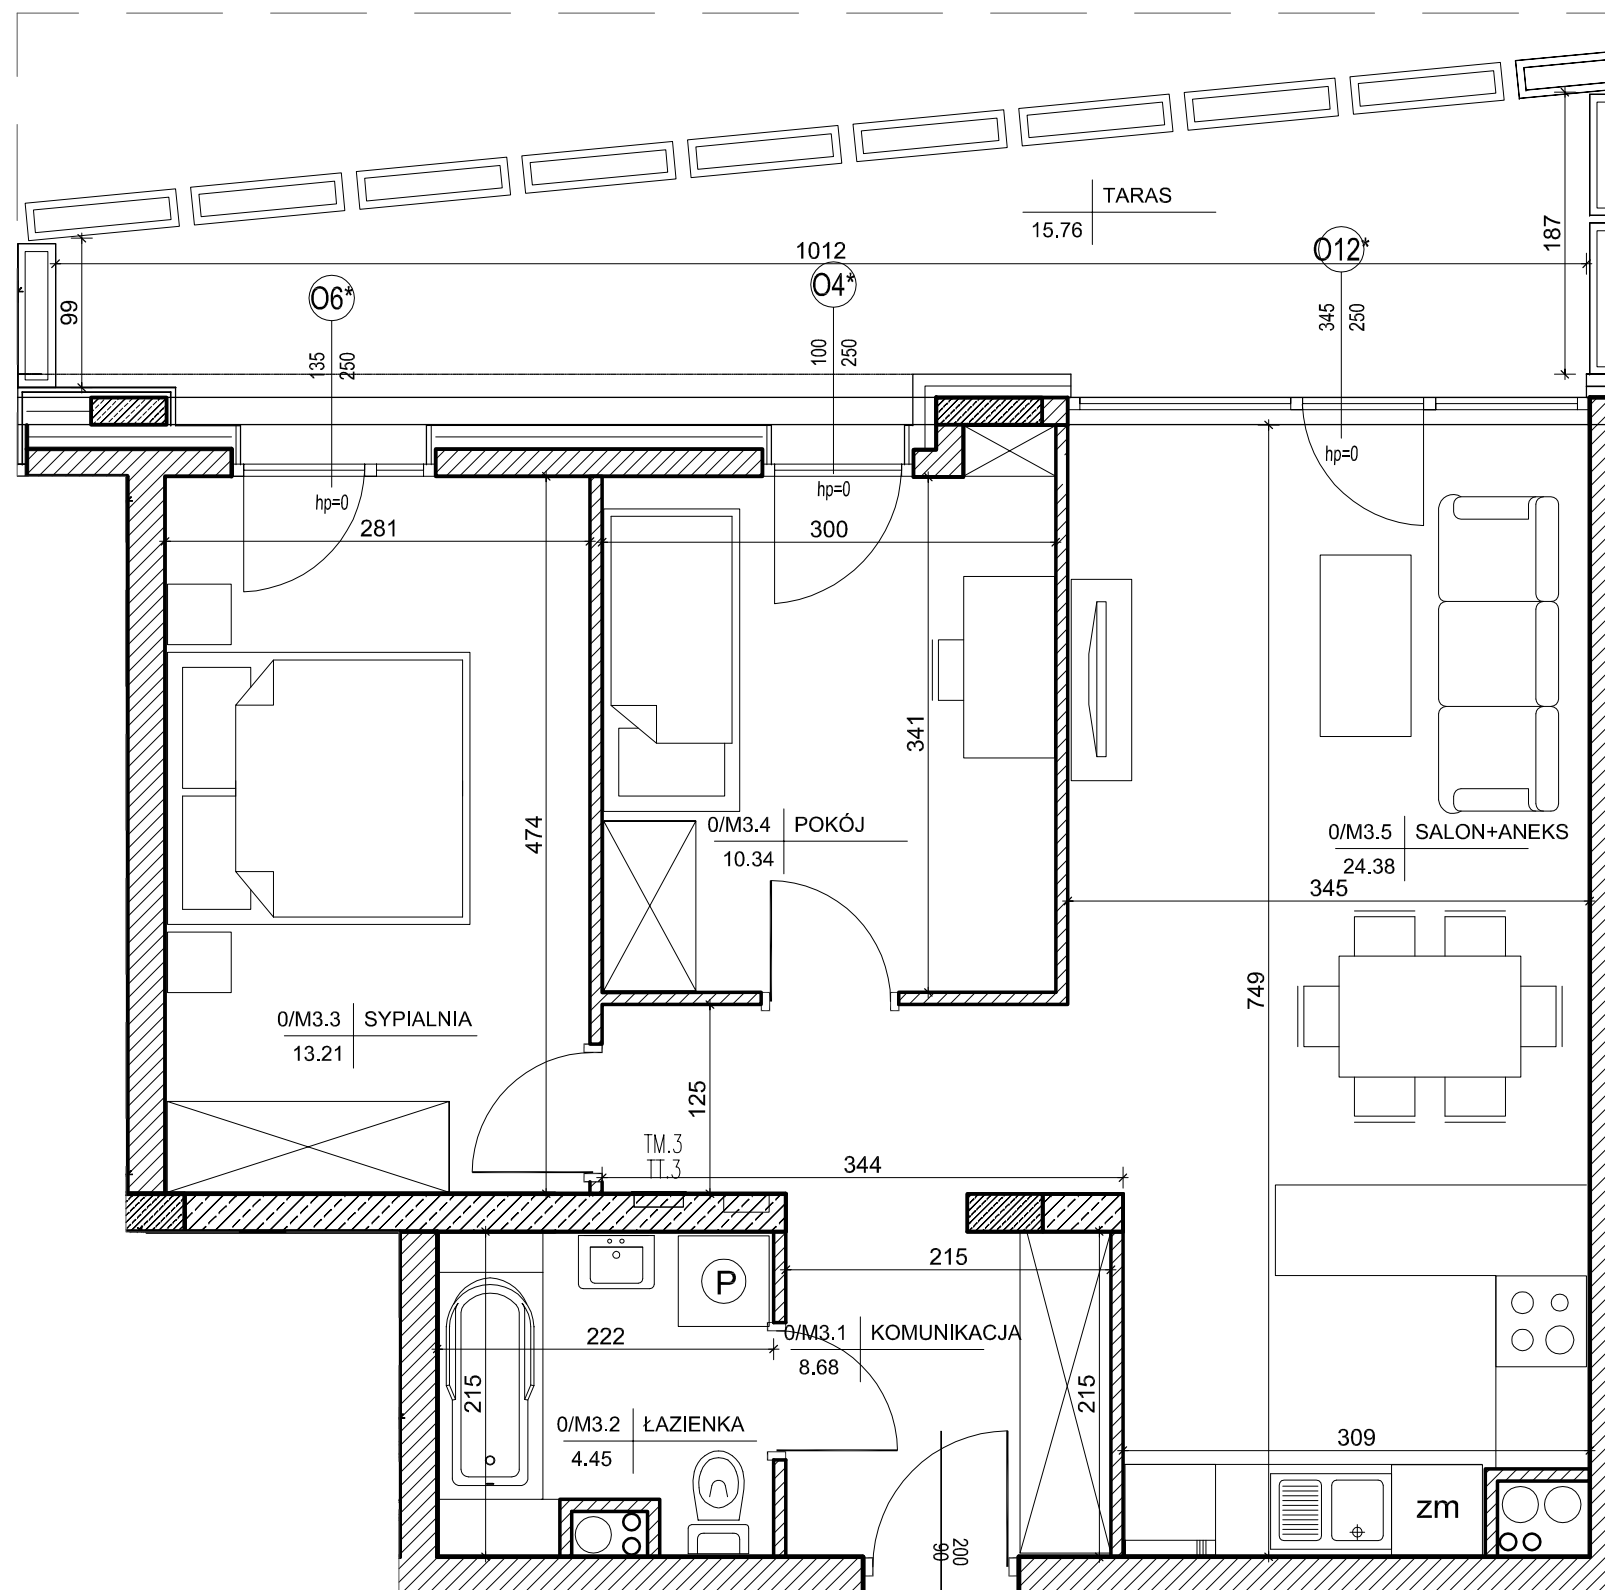 TARAS
15.76
187
1012
O12*
O6*
O4*
99
345
250
135
250
100
250
hp=0
hp=0
hp=0
281
300
341
474
0/M3.4 POKÓJ
10.34
0/M3.5 SALON+ANEKS
24.38
345
749
0/M3.3 SYPIALNIA
13.21
125
TM.3
TT.3
344
215
P
222
0/M3.1 KOMUNIKACJA
8.68
215
215
0/M3.2 ŁAZIENKA
4.45
309
zm
200
90